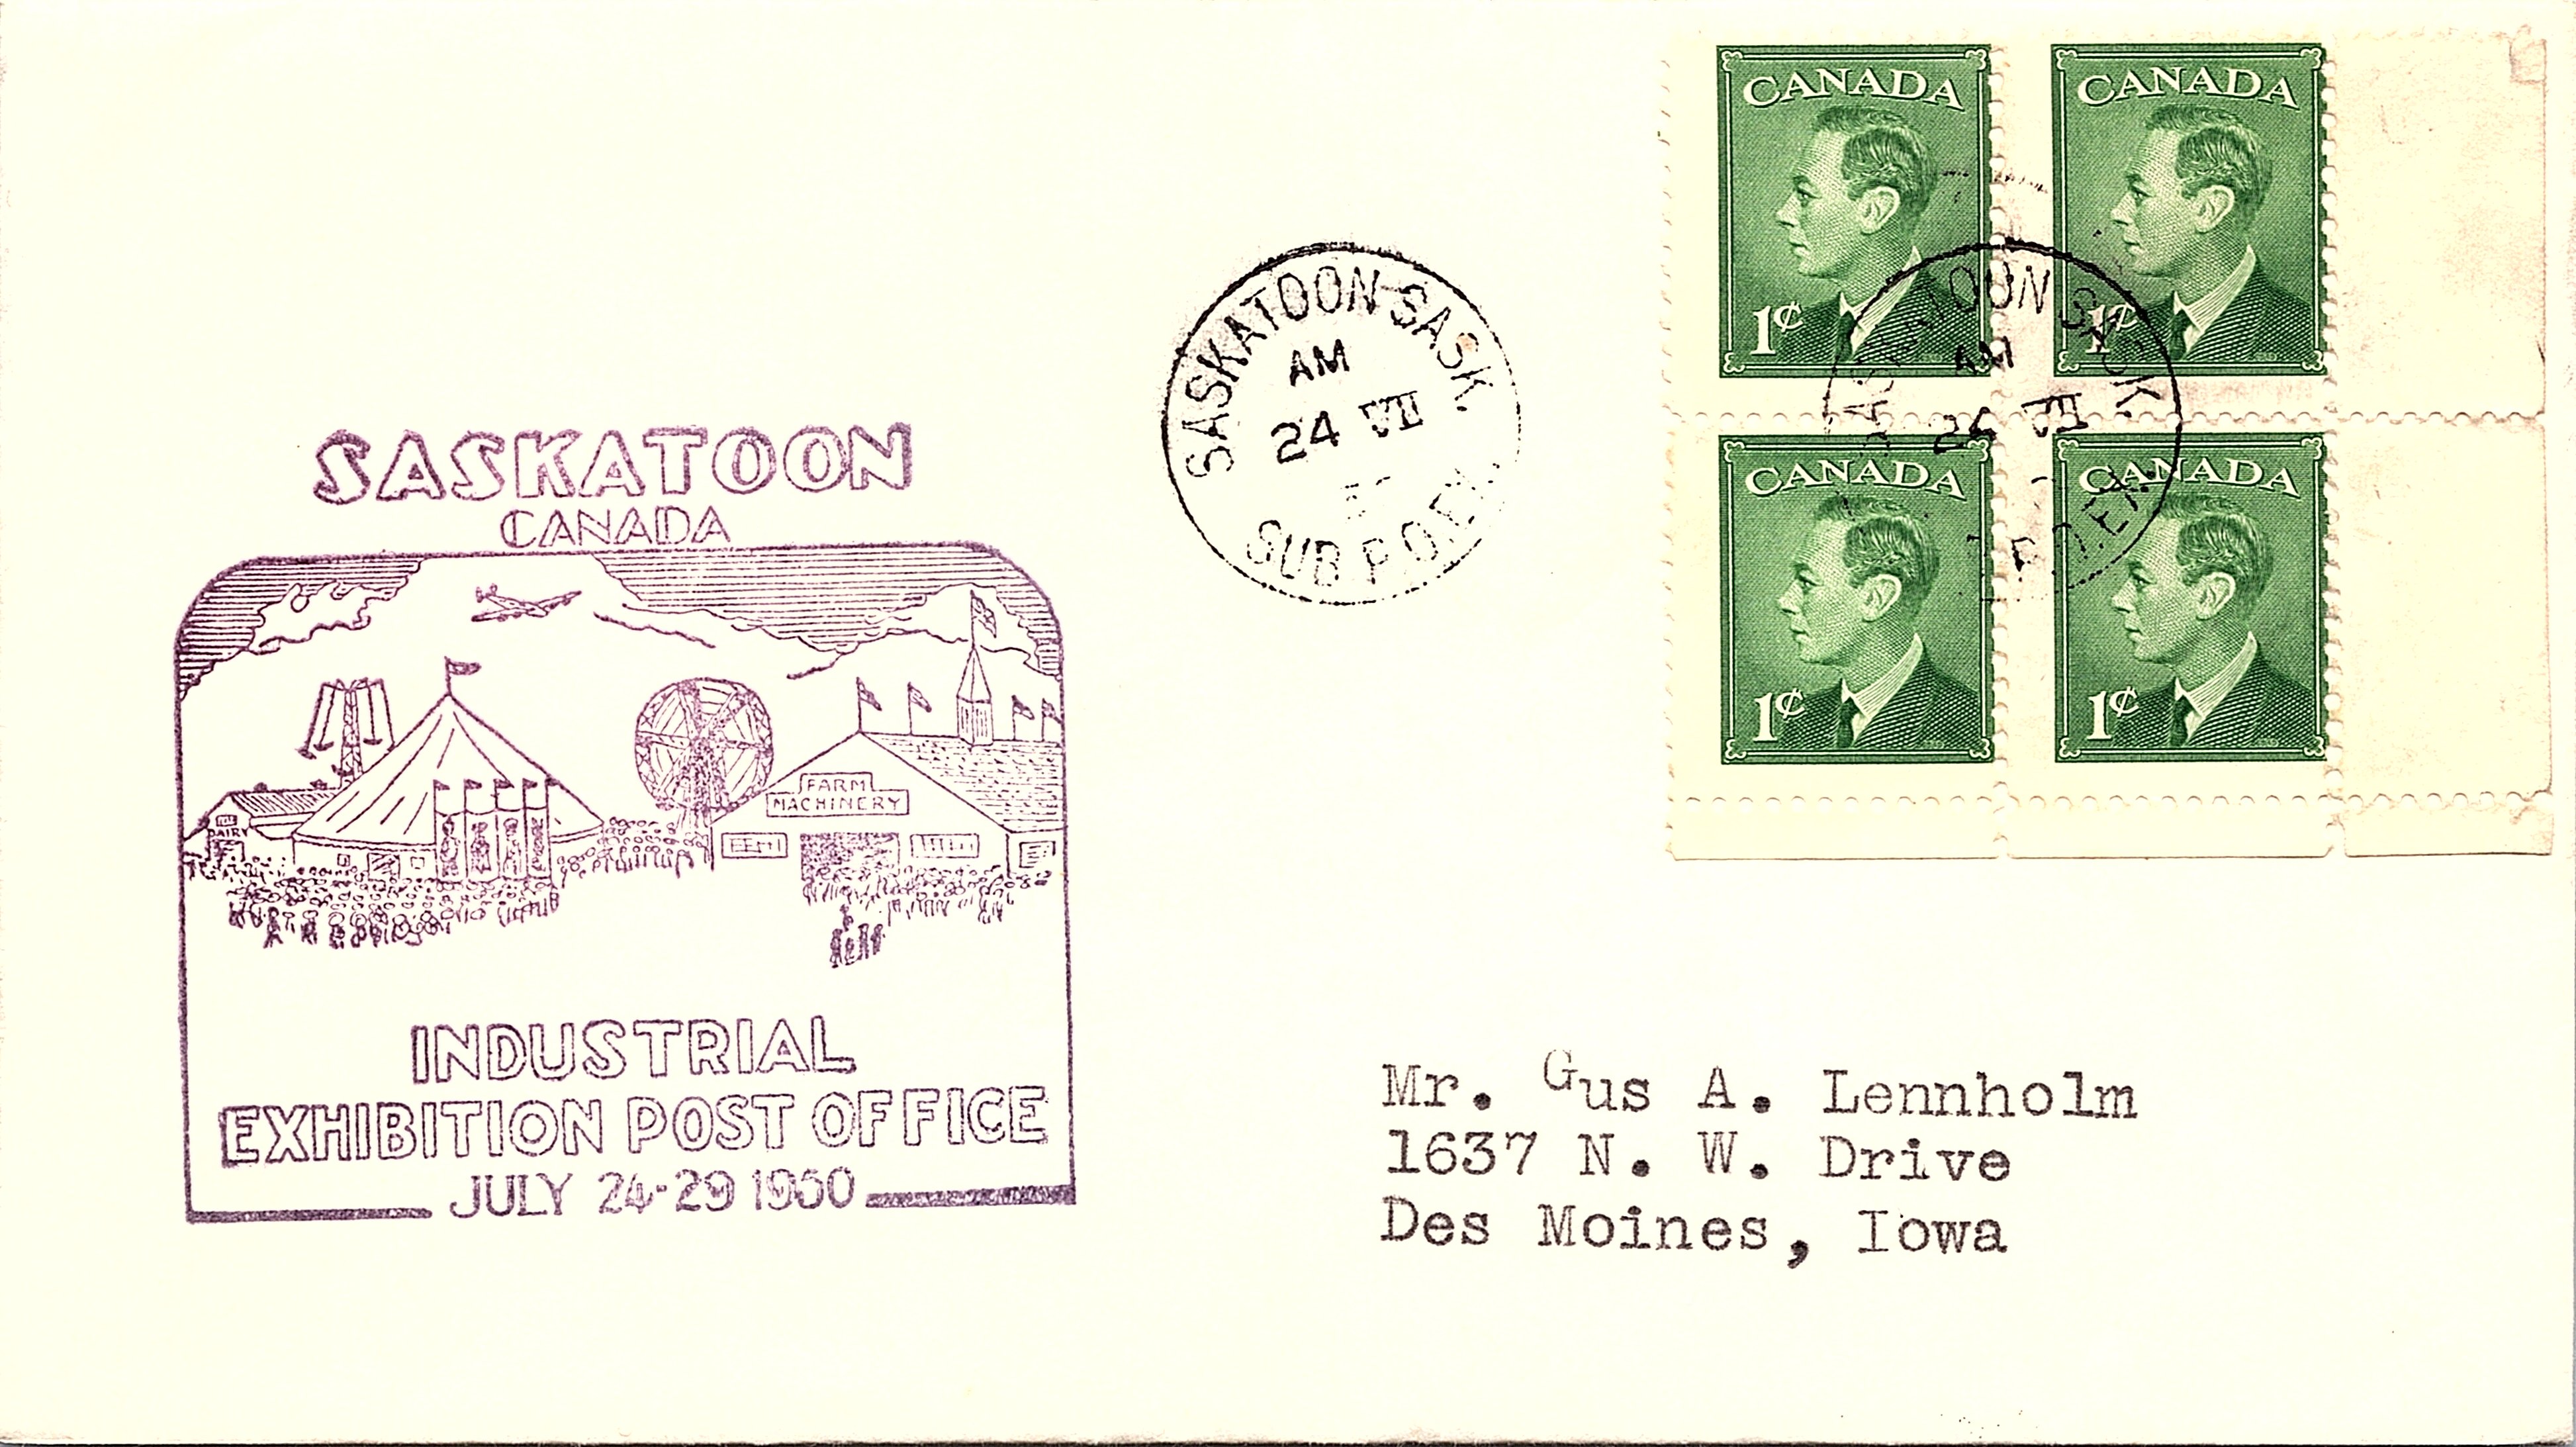 SASKATOON
CANADA
DAIRY
FARM
MACHINERY
INDUSTRIAL
EXHIBITION POST OFFICE
JULY 24-29 1950
SASKATOON SASK.
AM
24 VII
SUB P.O.
CANADA
1¢
CANADA
1¢
CANADA
1¢
CANADA
1¢
SASKATOON SASK.
AM
24 VII
P.O.
Mr. Gus A. Lennholm
1637 N. W. Drive
Des Moines, Iowa